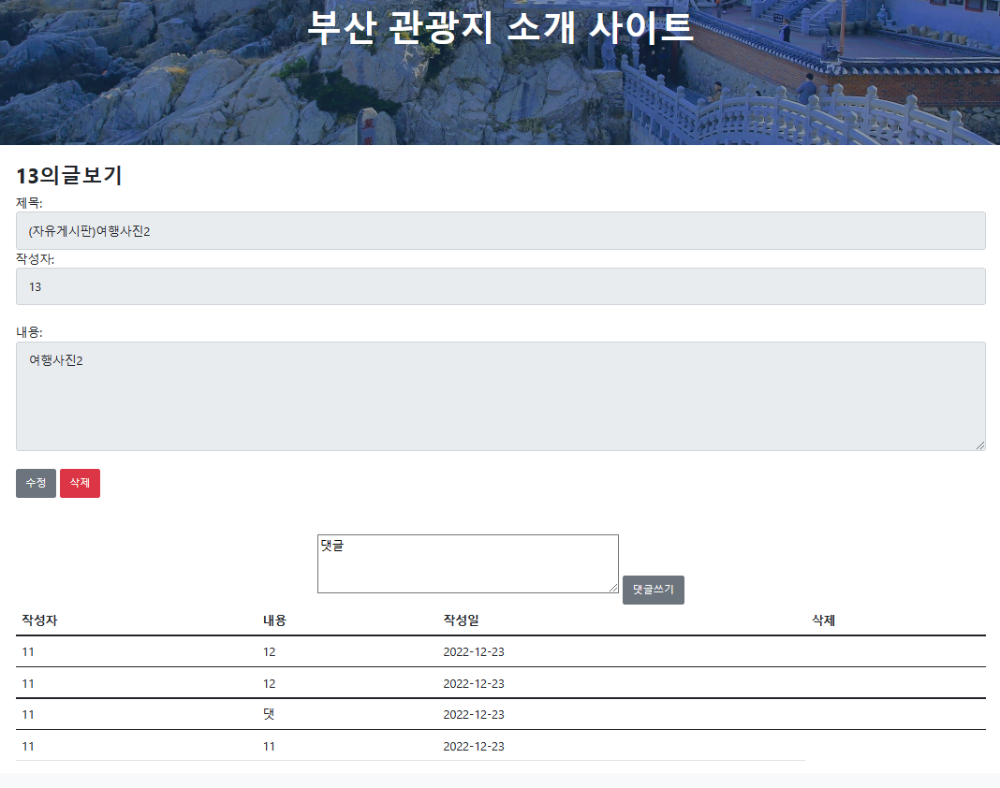 부산 관광지 소개 사이트
13의글보기
제목:
(자유게시판)여행사진2
작성자:
13
내용:
여행사진2
수정 삭제
댓글
댓글쓰기
작성자 내용 작성일 삭제
11 12 2022-12-23
11 12 2022-12-23
11 댓 2022-12-23
11 11 2022-12-23